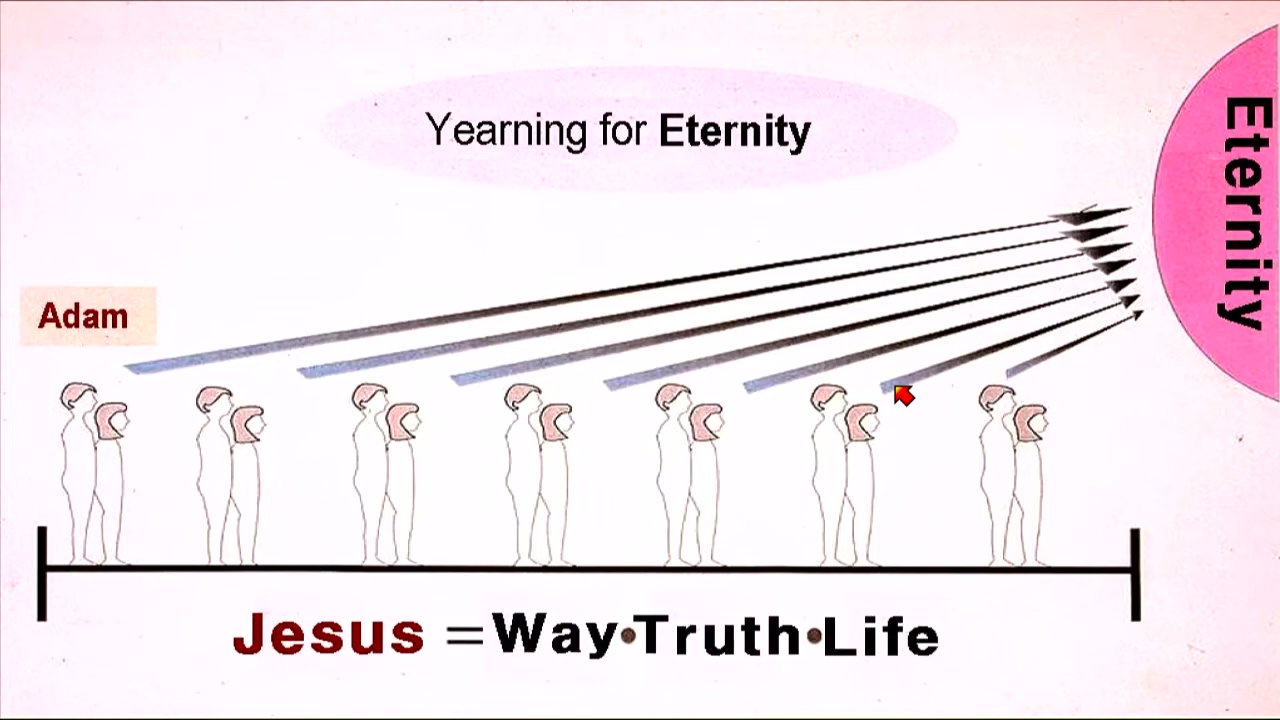 Yearning for Eternity
Eternity
Adam
Jesus = Way•Truth•Life